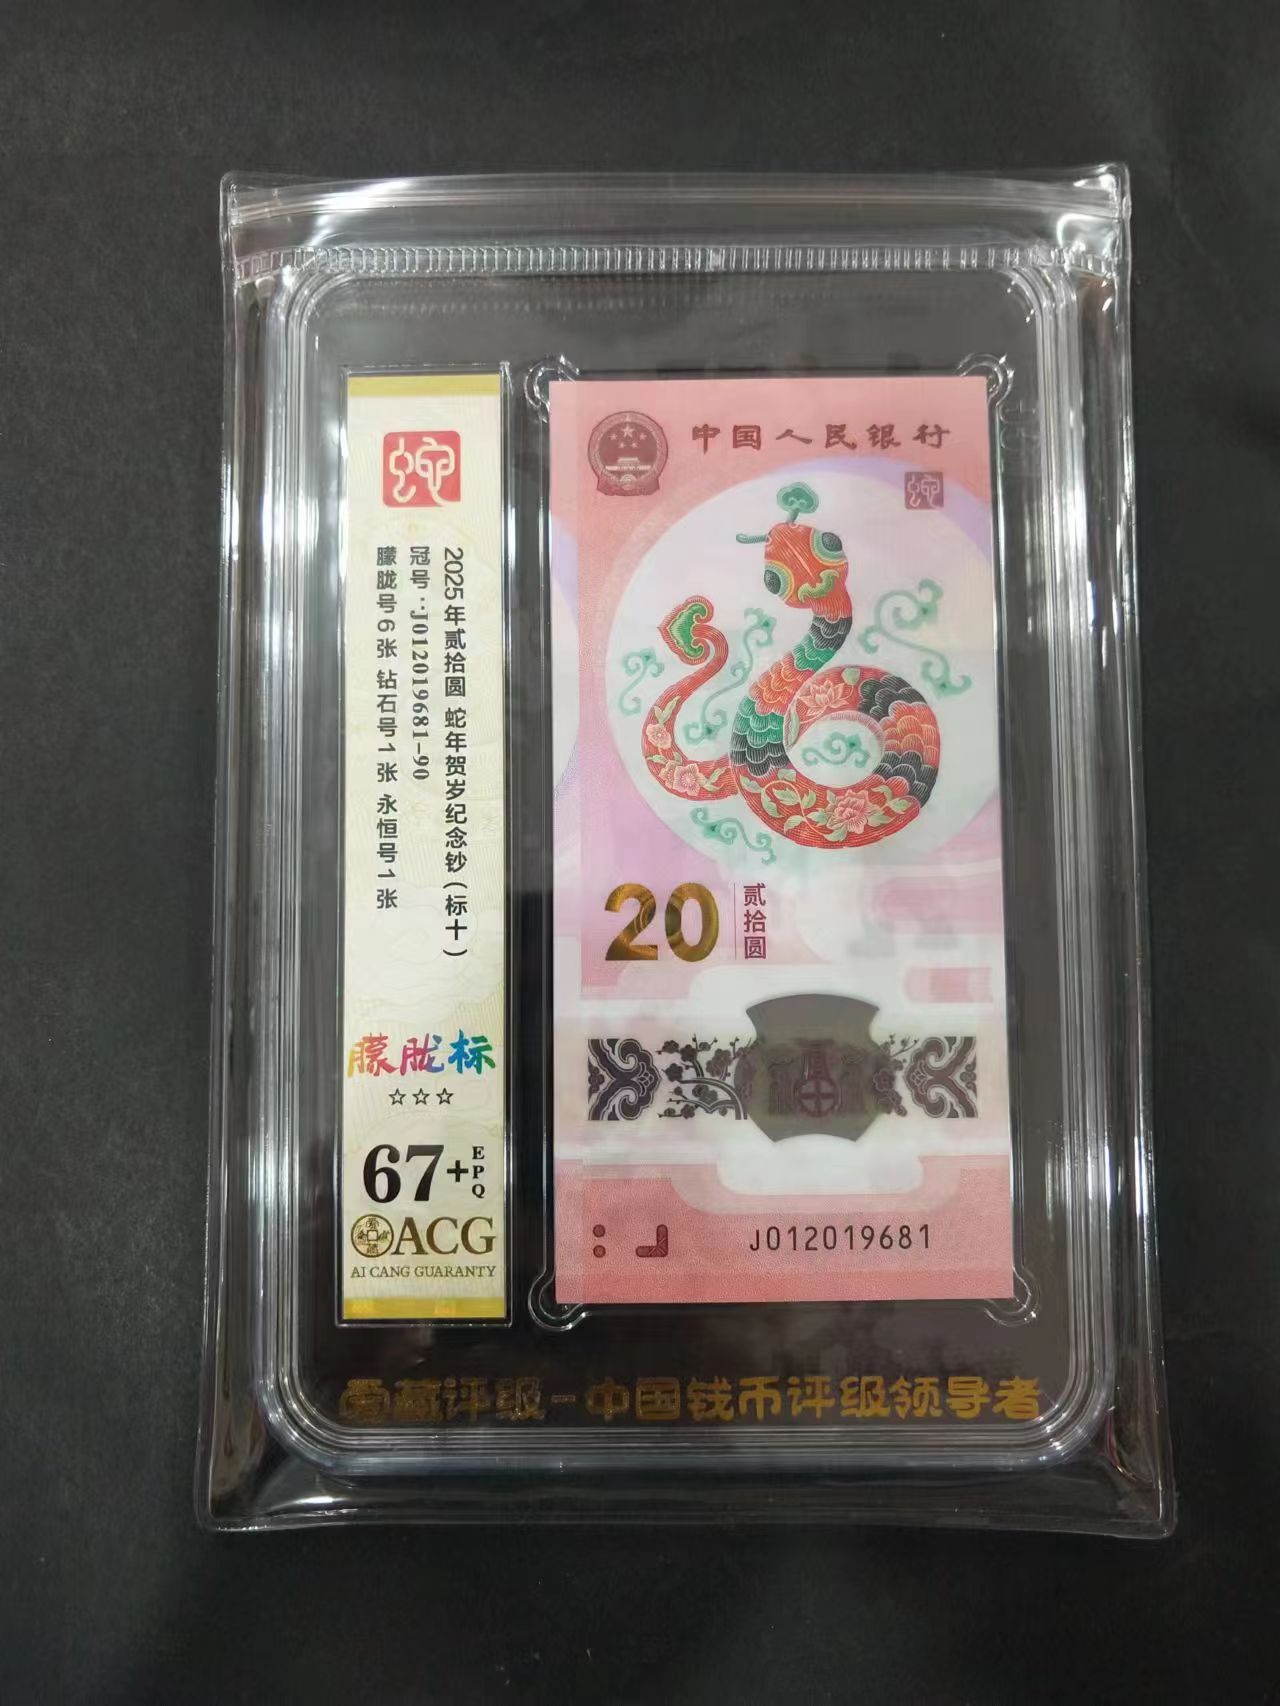 蛇
2025年贰拾圆 蛇年贺岁纪念钞(标十)
冠号:J012019681-90
朦胧号6张 钻石号1张 永恒号1张
朦胧标
☆☆☆
67+EPQ
ACG
AI CANG GUARANTY
中国人民银行
蛇
20
贰拾圆
J012019681
爱藏评级-中国钱币评级领导者